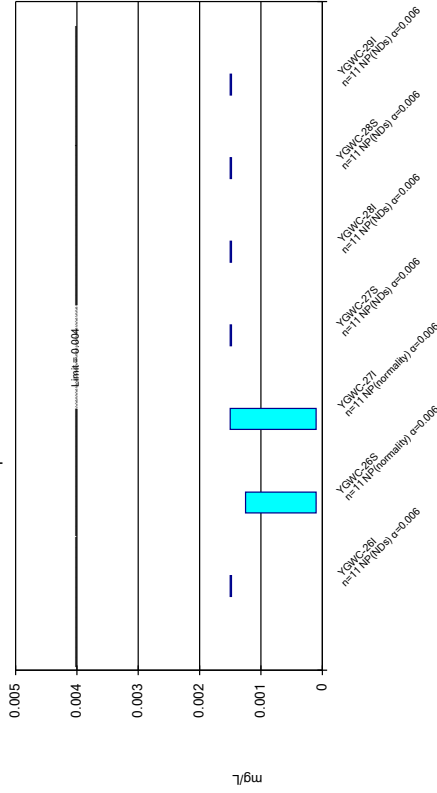 0.005
0.004
0.003
0.002
0.001
0
mg/L
Limit = 0.004
YGWC-26I
n=11 NP(NDs) α=0.006
YGWC-26S
n=11 NP(normality) α=0.006
YGWC-27I
n=11 NP(normality) α=0.006
YGWC-27S
n=11 NP(NDs) α=0.006
YGWC-28I
n=11 NP(NDs) α=0.006
YGWC-28S
n=11 NP(NDs) α=0.006
YGWC-29I
n=11 NP(NDs) α=0.006